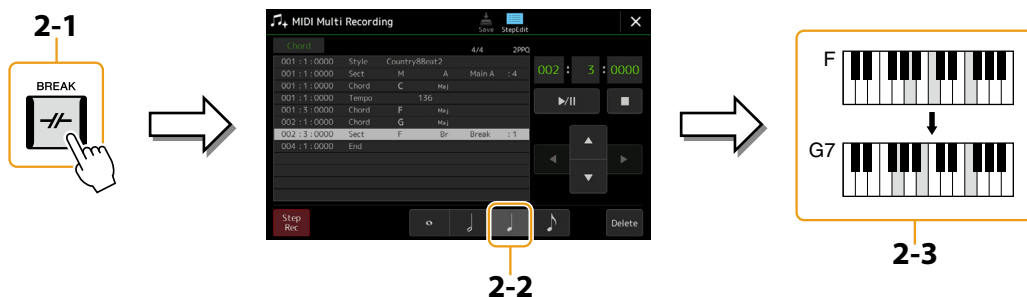 2-1
BREAK
MIDI Multi Recording
Save StepEdit
Chord 4/4 2PPQ
001 : 1 : 0000 Style Country8Beat2
001 : 1 : 0000 Sect M A Main A : 4
001 : 1 : 0000 Chord C Maj
001 : 1 : 0000 Tempo 136
001 : 3 : 0000 Chord F Maj
002 : 1 : 0000 Chord G Maj
002 : 3 : 0000 Sect F Br Break : 1
004 : 1 : 0000 End
002 : 3 : 0000
Step
Rec
Delete
2-2
F
G7
2-3